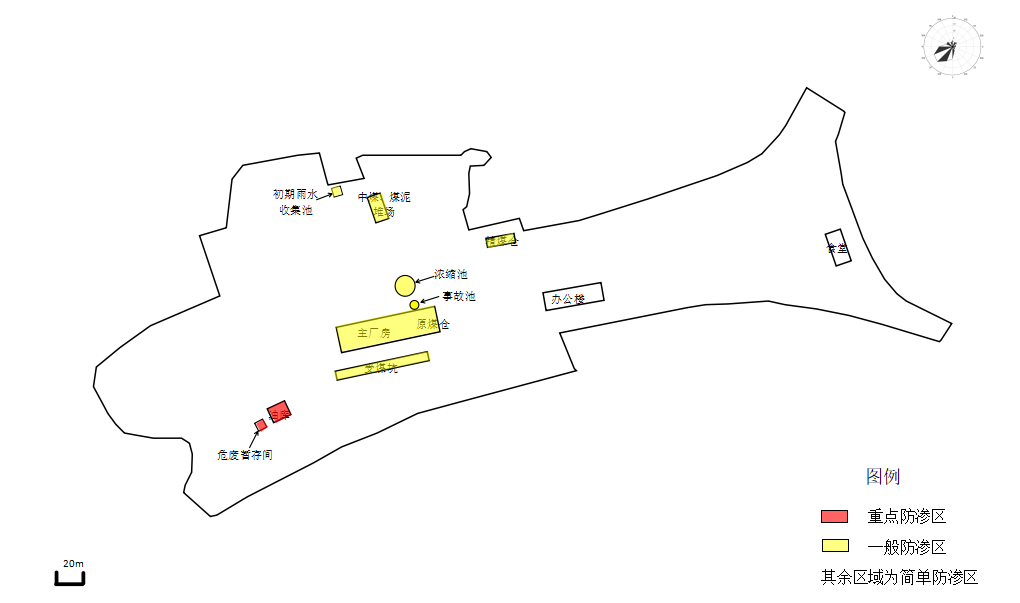 初期雨水
收集池
中煤、煤泥
堆场
精煤仓
食堂
浓缩池
事故池
办公楼
原煤仓
主厂房
受煤坑
油库
危废暂存间
图例
重点防渗区
一般防渗区
其余区域为简单防渗区
20m